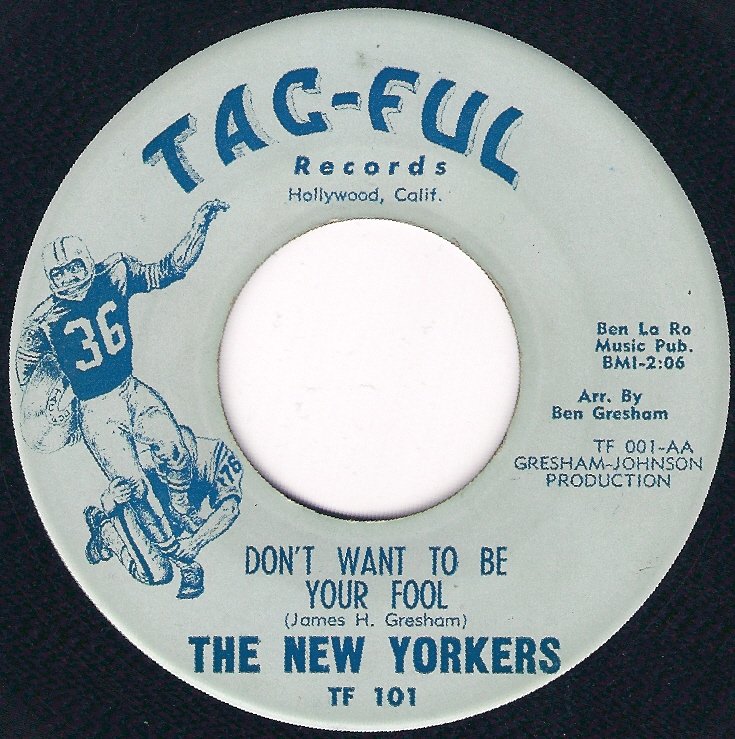 TAC-FUL
Records
Hollywood, Calif.
36
76
Ben La Ro
Music Pub.
BMI-2:06
Arr. By
Ben Gresham
TF 001-AA
GRESHAM-JOHNSON
PRODUCTION
DON'T WANT TO BE
YOUR FOOL
(James H. Gresham)
THE NEW YORKERS
TF 101